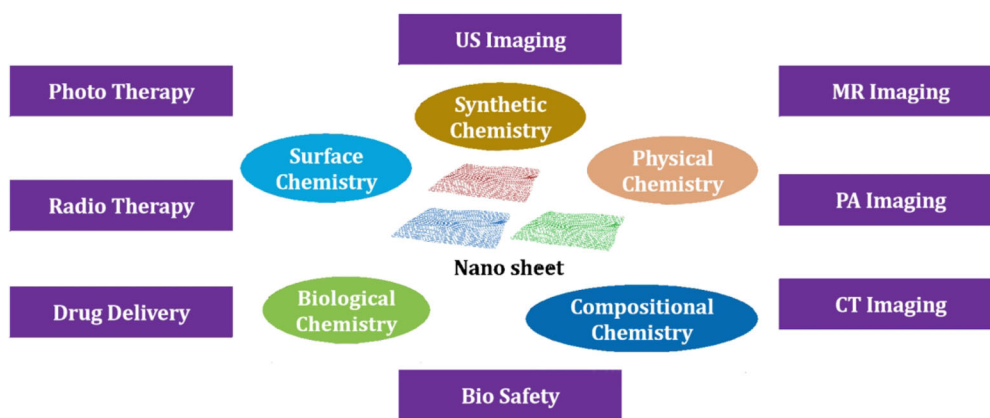 US Imaging
Photo Therapy
MR Imaging
Synthetic
Chemistry
Surface
Chemistry
Physical
Chemistry
Radio Therapy
PA Imaging
Nano sheet
Drug Delivery
Biological
Chemistry
Compositional
Chemistry
CT Imaging
Bio Safety